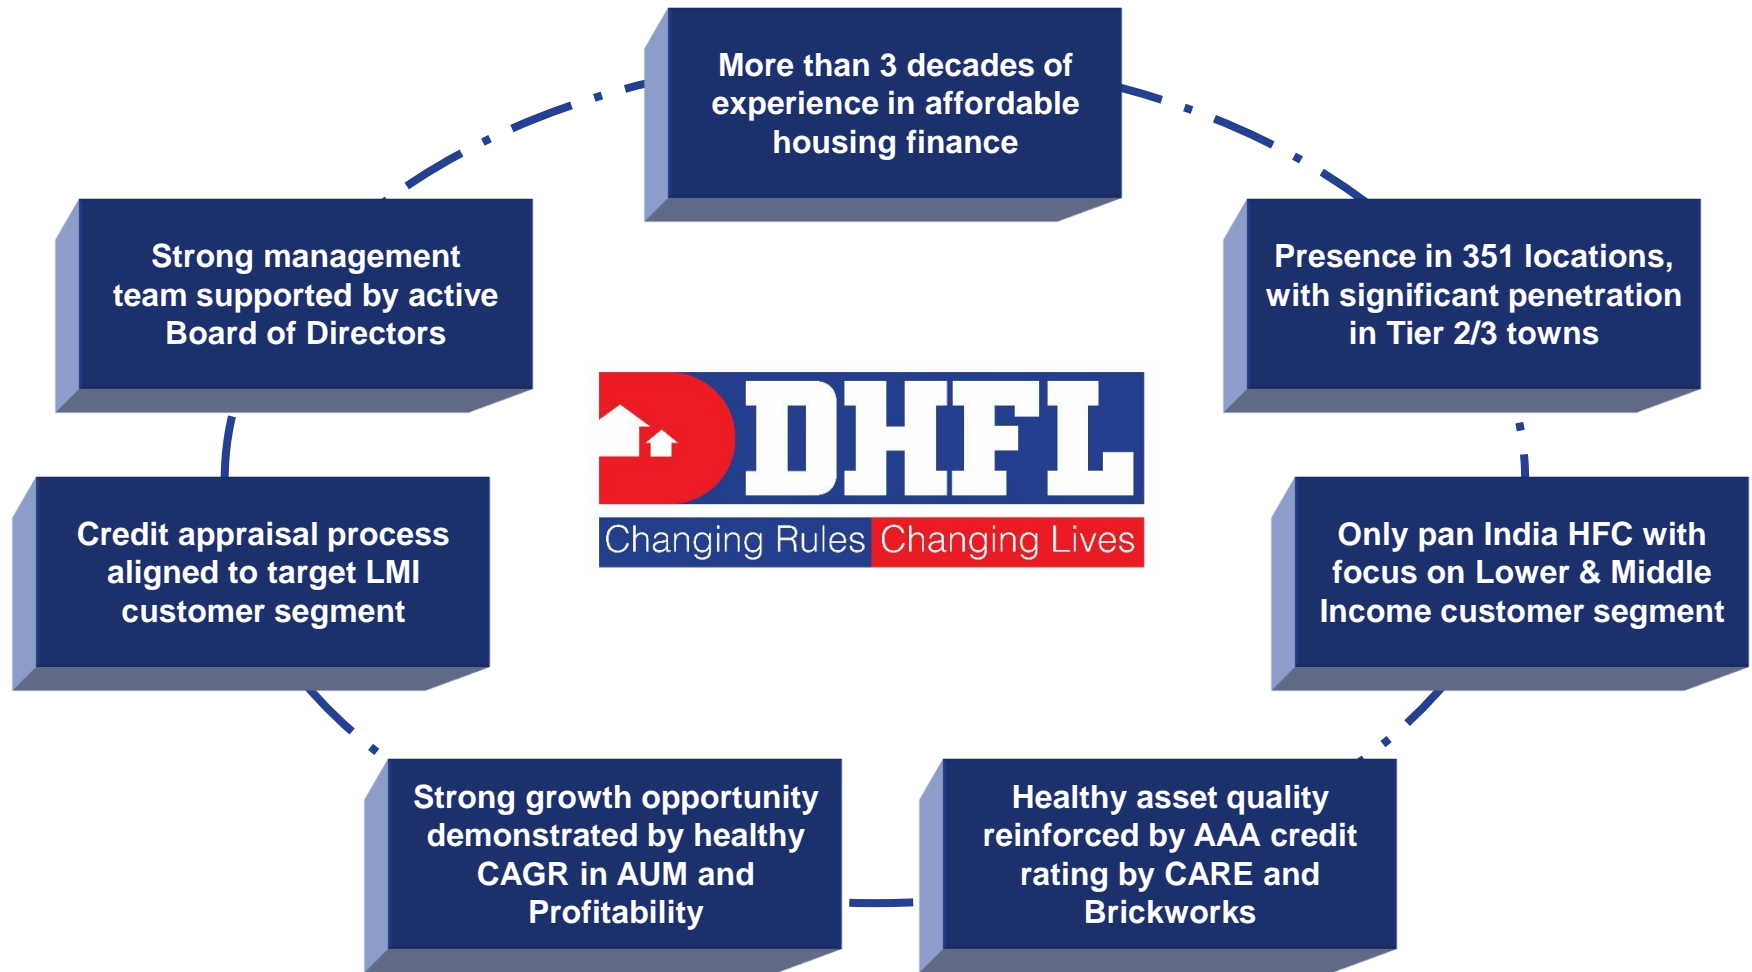 More than 3 decades of
experience in affordable
housing finance
Strong management
team supported by active
Board of Directors
Presence in 351 locations,
with significant penetration
in Tier 2/3 towns
DHFL
Changing Rules Changing Lives
Credit appraisal process
aligned to target LMI
customer segment
Only pan India HFC with
focus on Lower & Middle
Income customer segment
Strong growth opportunity
demonstrated by healthy
CAGR in AUM and
Profitability
Healthy asset quality
reinforced by AAA credit
rating by CARE and
Brickworks